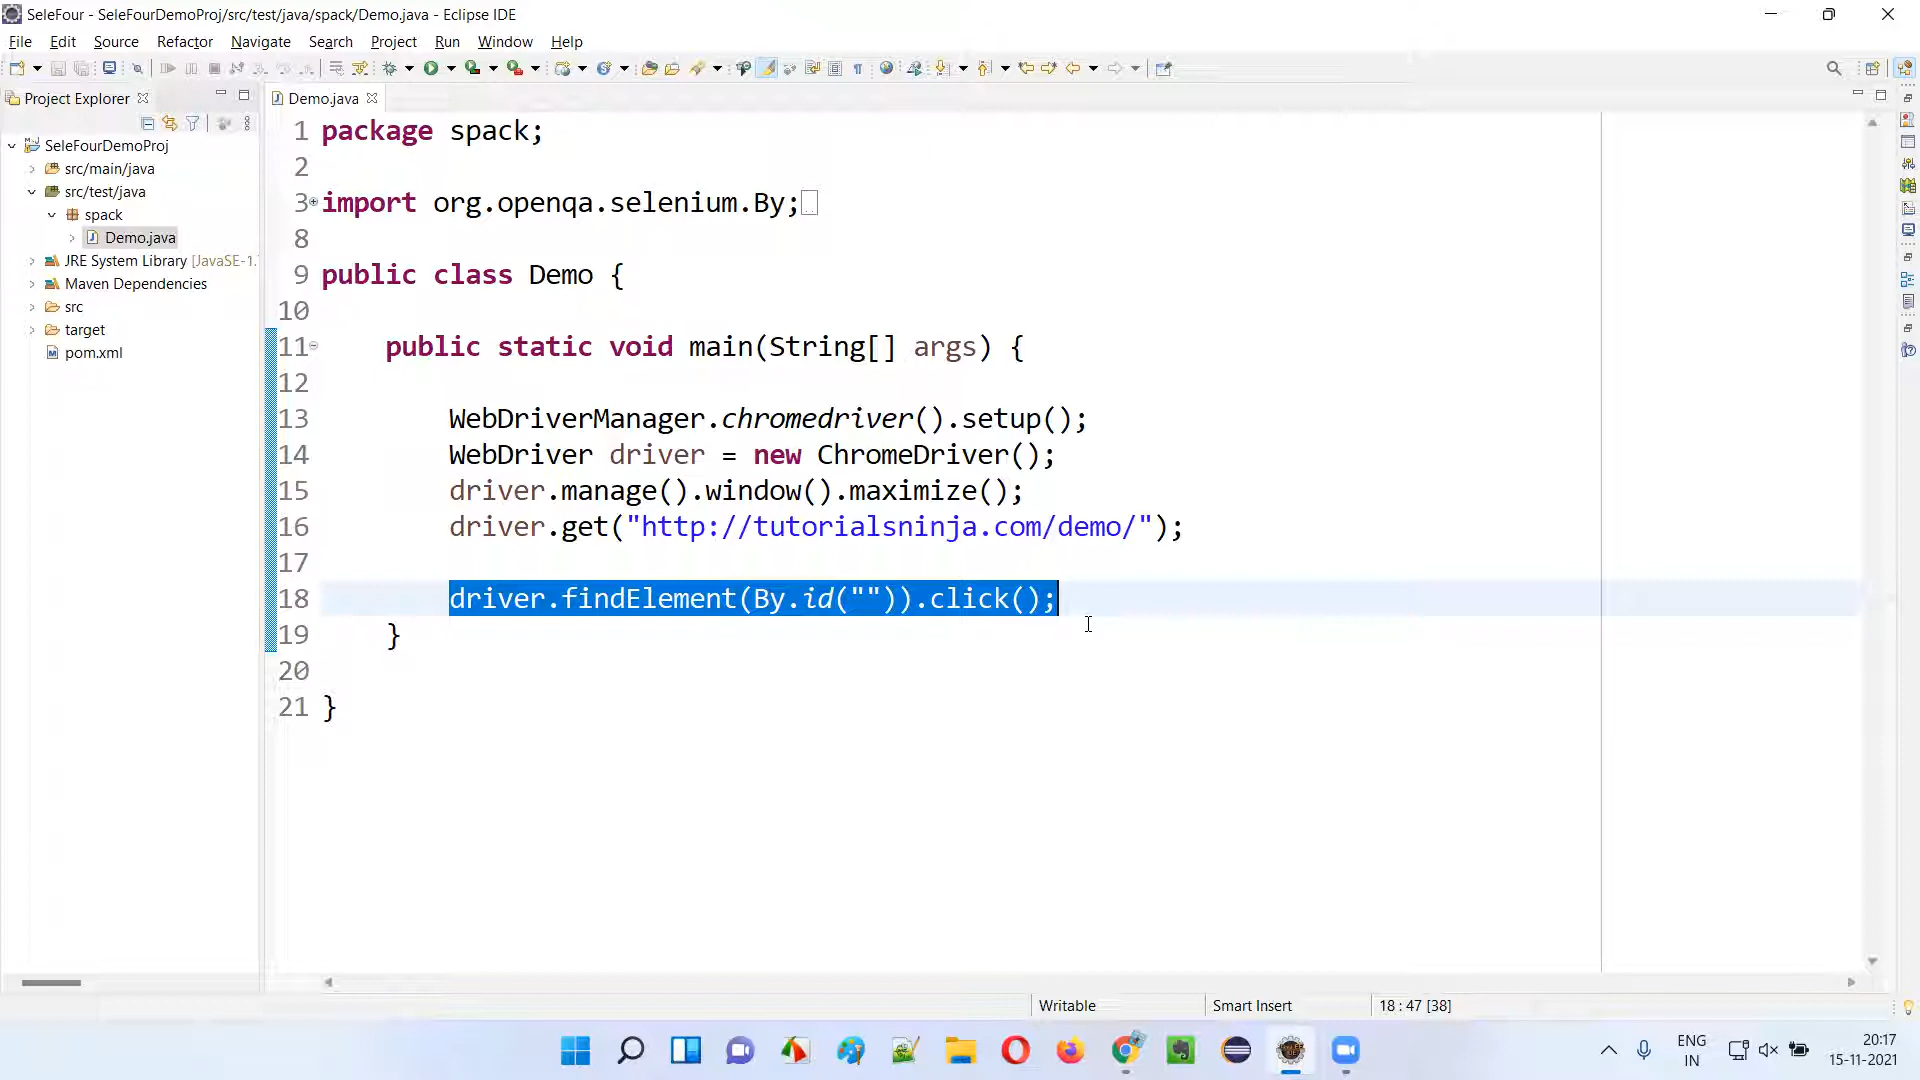 SeleFour - SeleFourDemoProj/src/test/java/spack/Demo.java - Eclipse IDE
File Edit Source Refactor Navigate Search Project Run Window Help
Project Explorer
Demo.java
SeleFourDemoProj
src/main/java
src/test/java
spack
Demo.java
JRE System Library [JavaSE-1.
Maven Dependencies
src
target
pom.xml
1 package spack;
2
3 import org.openqa.selenium.By;
8
9 public class Demo {
10
11 public static void main(String[] args) {
12
13 WebDriverManager.chromedriver().setup();
14 WebDriver driver = new ChromeDriver();
15 driver.manage().window().maximize();
16 driver.get("http://tutorialsninja.com/demo/");
17
18 driver.findElement(By.id("")).click();
19 }
20
21 }
Writable Smart Insert 18 : 47 [38]
ENG
IN
20:17
15-11-2021